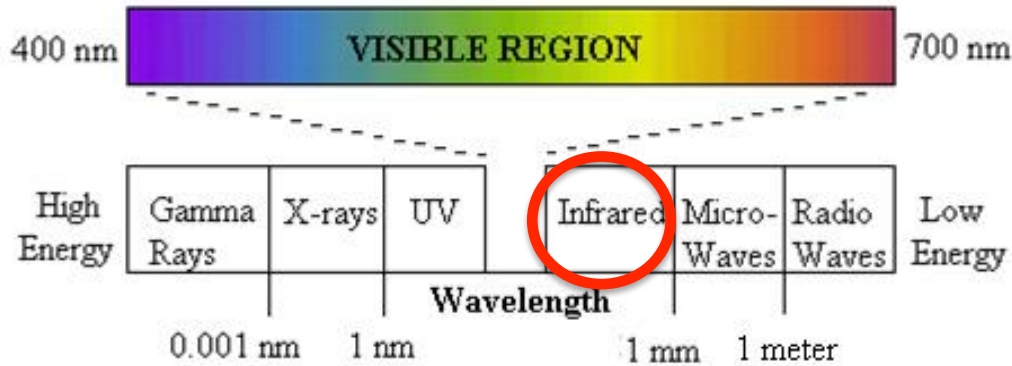 400 nm VISIBLE REGION 700 nm
High Energy
Gamma Rays
X-rays
UV
Infrared
Micro-Waves
Radio Waves
Low Energy
Wavelength
0.001 nm 1 nm 1 mm 1 meter